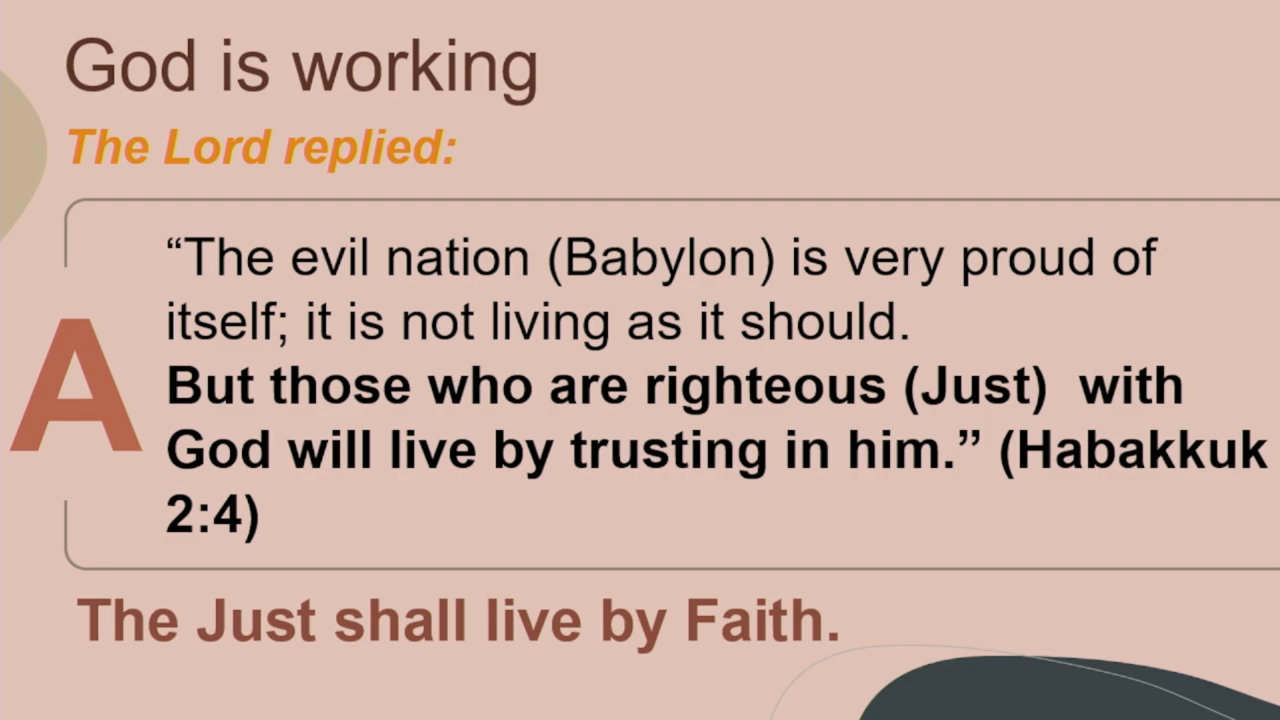 God is working
The Lord replied:
“The evil nation (Babylon) is very proud of
itself; it is not living as it should.
A
But those who are righteous (Just)  with
God will live by trusting in him.” (Habakkuk
2:4)
The Just shall live by Faith.